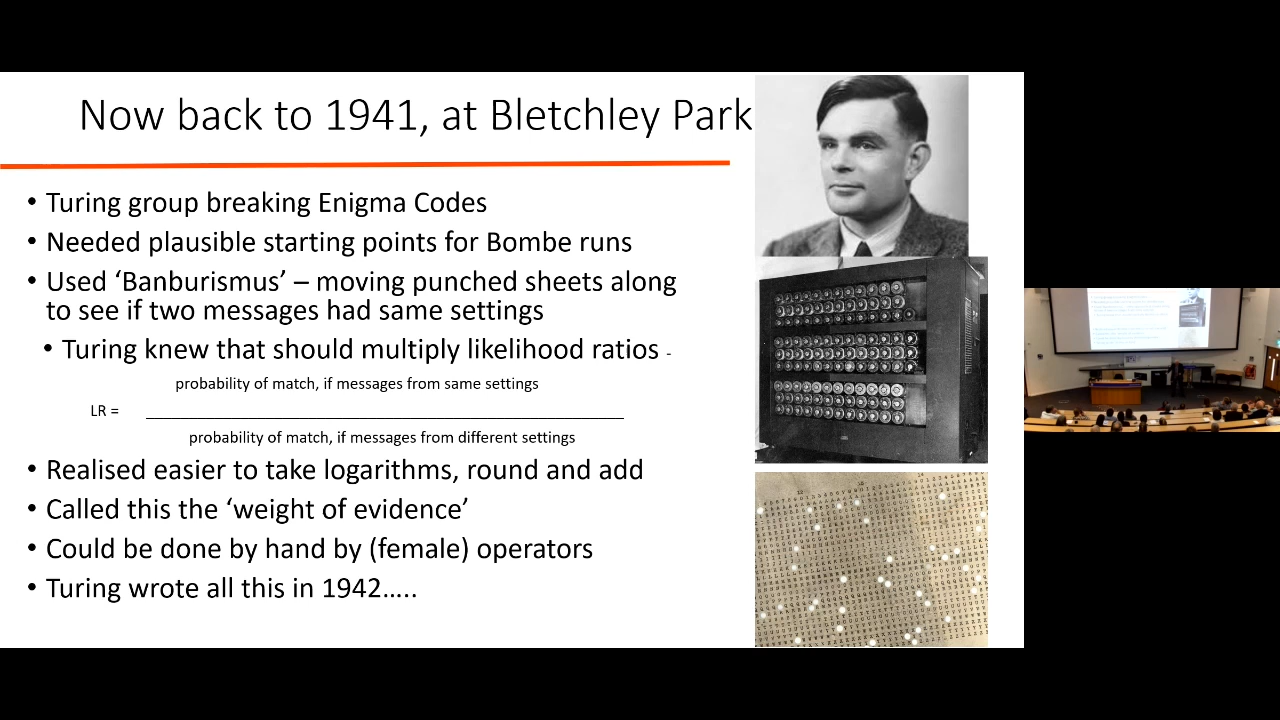 Now back to 1941, at Bletchley Park
• Turing group breaking Enigma Codes
• Needed plausible starting points for Bombe runs
• Used ‘Banburismus’ – moving punched sheets along
to see if two messages had same settings
• Turing knew that should multiply likelihood ratios -
probability of match, if messages from same settings
LR =
probability of match, if messages from different settings
• Realised easier to take logarithms, round and add
• Called this the ‘weight of evidence’
• Could be done by hand by (female) operators
• Turing wrote all this in 1942…..